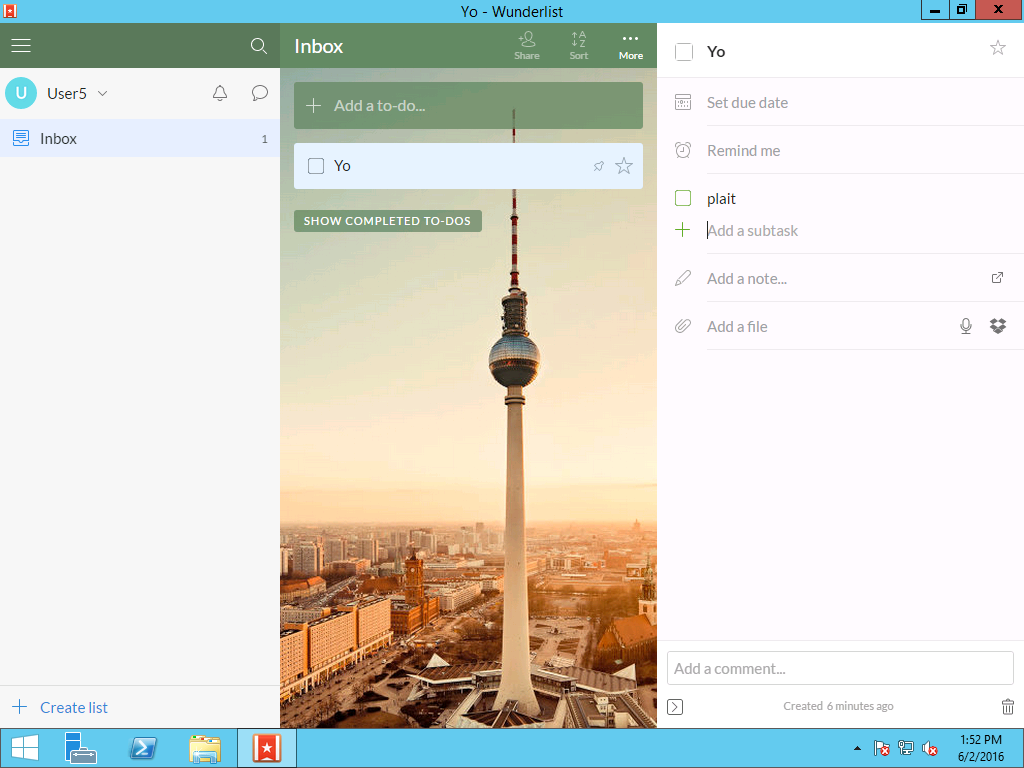 Yo - Wunderlist
Inbox
Share
Sort
More
Yo
U
User5
Inbox
1
Add a to-do...
Yo
SHOW COMPLETED TO-DOS
Set due date
Remind me
plait
Add a subtask
Add a note...
Add a file
Add a comment...
Created 6 minutes ago
Create list
1:52 PM
6/2/2016